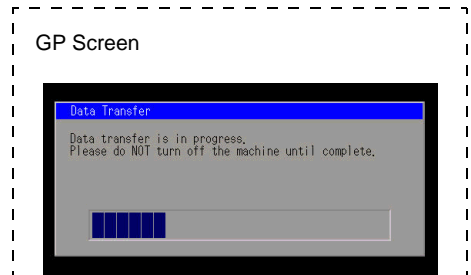 GP Screen
Data Transfer
Data transfer is in progress.
Please do NOT turn off the machine until complete.